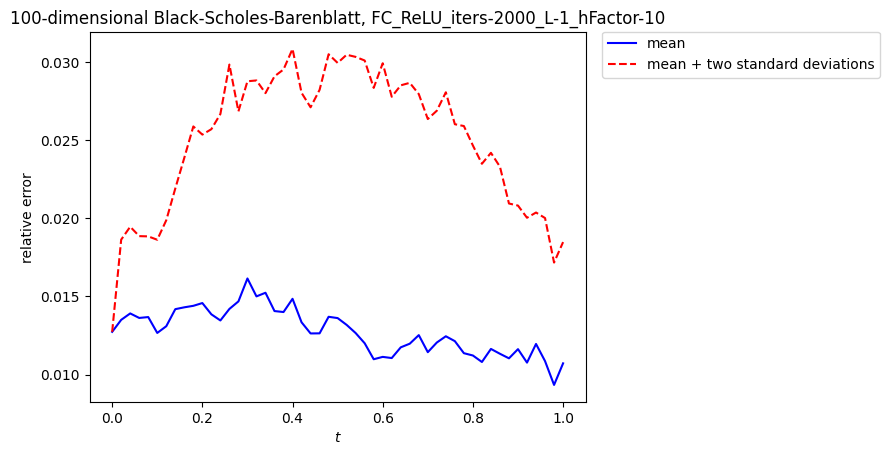 100-dimensional Black-Scholes-Barenblatt, FC_ReLU_iters-2000_L-1_hFactor-10
mean
mean + two standard deviations
relative error
0.030
0.025
0.020
0.015
0.010
0.0
0.2
0.4
0.6
0.8
1.0
t